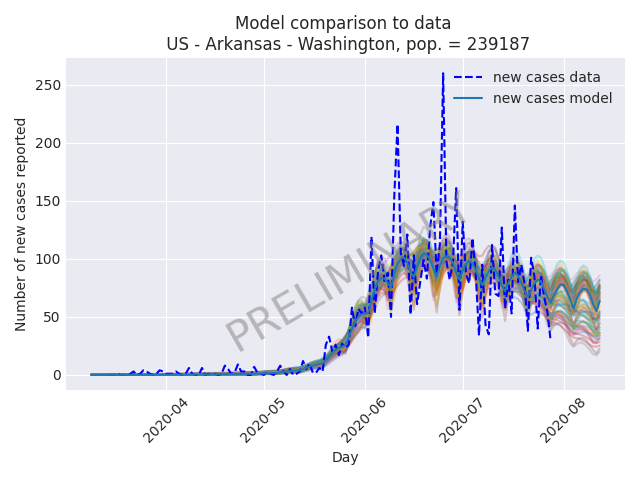 Model comparison to data
US - Arkansas - Washington, pop. = 239187
new cases data
new cases model
PRELIMINARY
Number of new cases reported
250
200
150
100
50
0
2020-04
2020-05
2020-06
2020-07
2020-08
Day